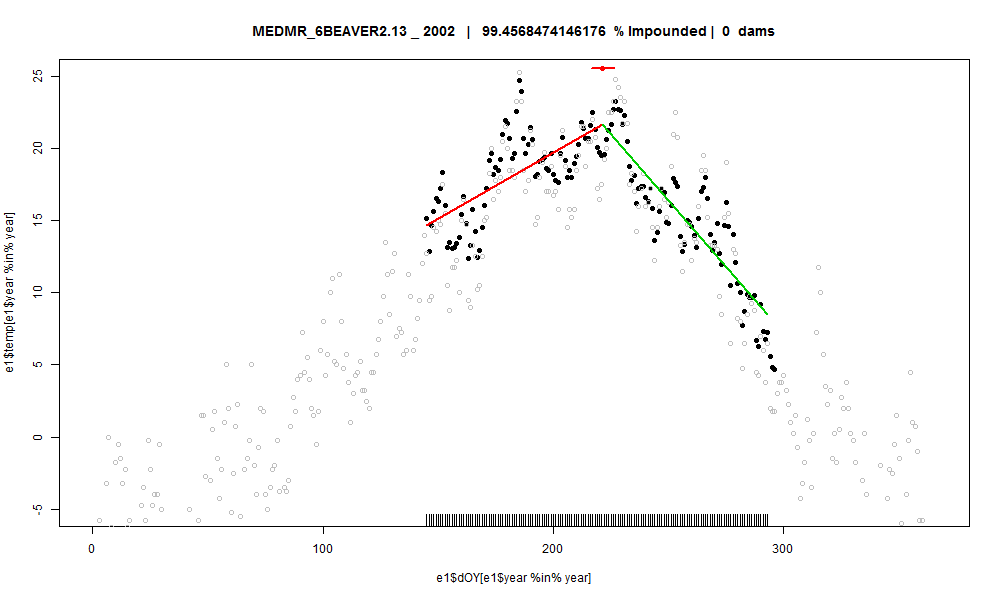 MEDMR_6BEAVER2.13 _ 2002 | 99.4568474146176 % Impounded | 0 dams
e1$temp[e1$year %in% year]
25
20
15
10
5
0
-5
0 100 200 300
e1$dOY[e1$year %in% year]